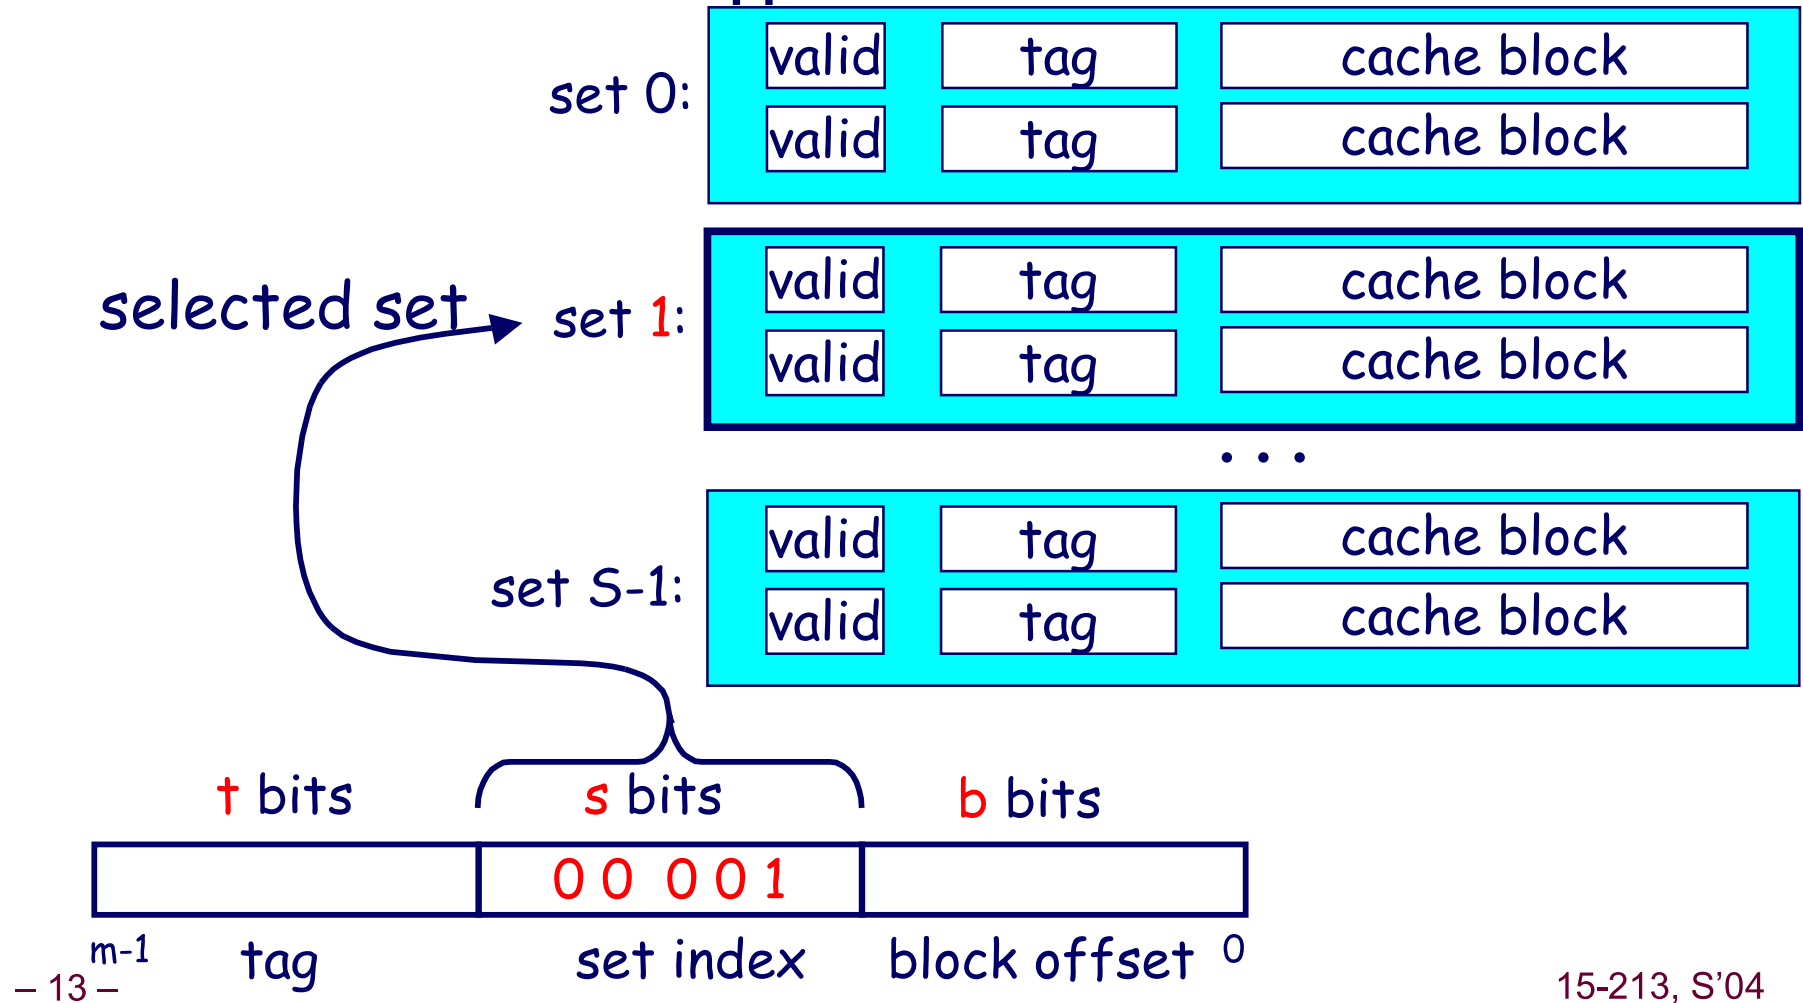 valid tag cache block
set 0:
valid tag cache block
valid tag cache block
selected set set 1:
valid tag cache block
. . .
valid tag cache block
set S-1:
valid tag cache block
t bits s bits b bits
0 0 0 0 1
m-1 tag set index block offset 0
– 13 – 15-213, S’04